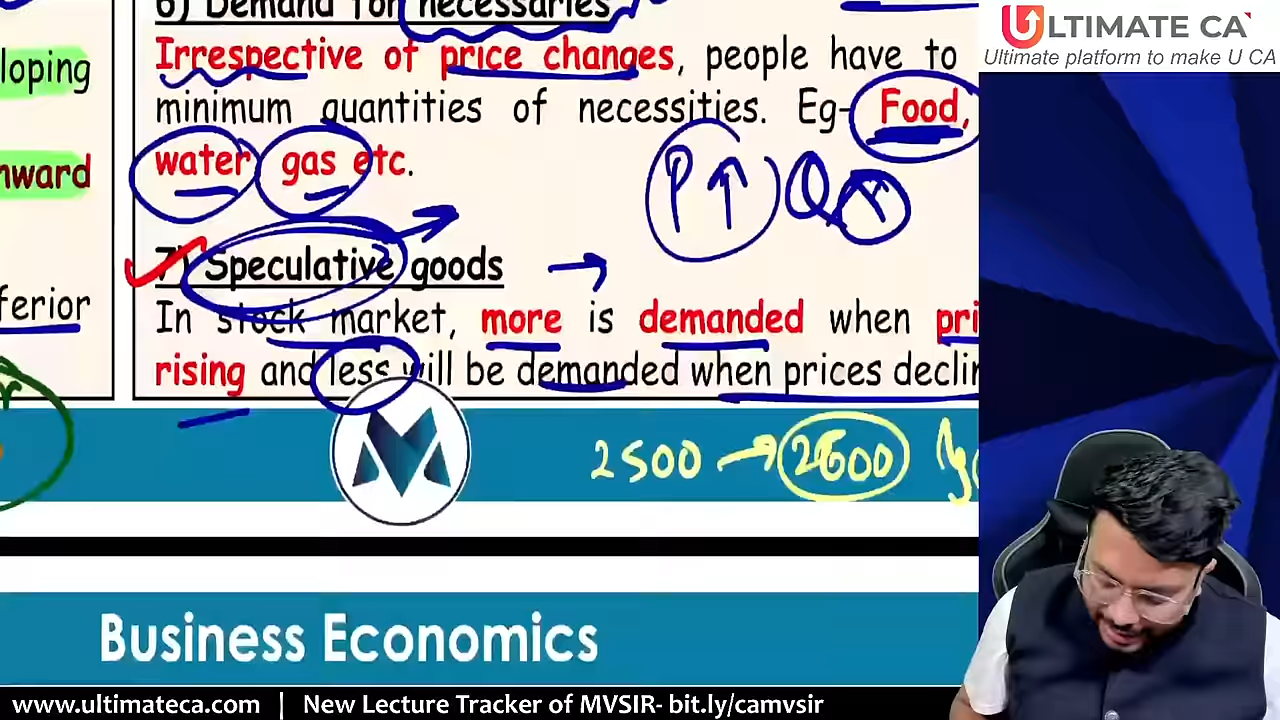 6) Demand for necessaries
Irrespective of price changes, people have to
minimum quantities of necessities. Eg- Food,
water gas etc.
P ↑ Q
7) Speculative goods
In stock market, more is demanded when pri
rising and less will be demanded when prices declin
loping
nward
ferior
2500 → 2600
Business Economics
ULTIMATE CA
Ultimate platform to make U CA
www.ultimateca.com | New Lecture Tracker of MVSIR- bit.ly/camvsir